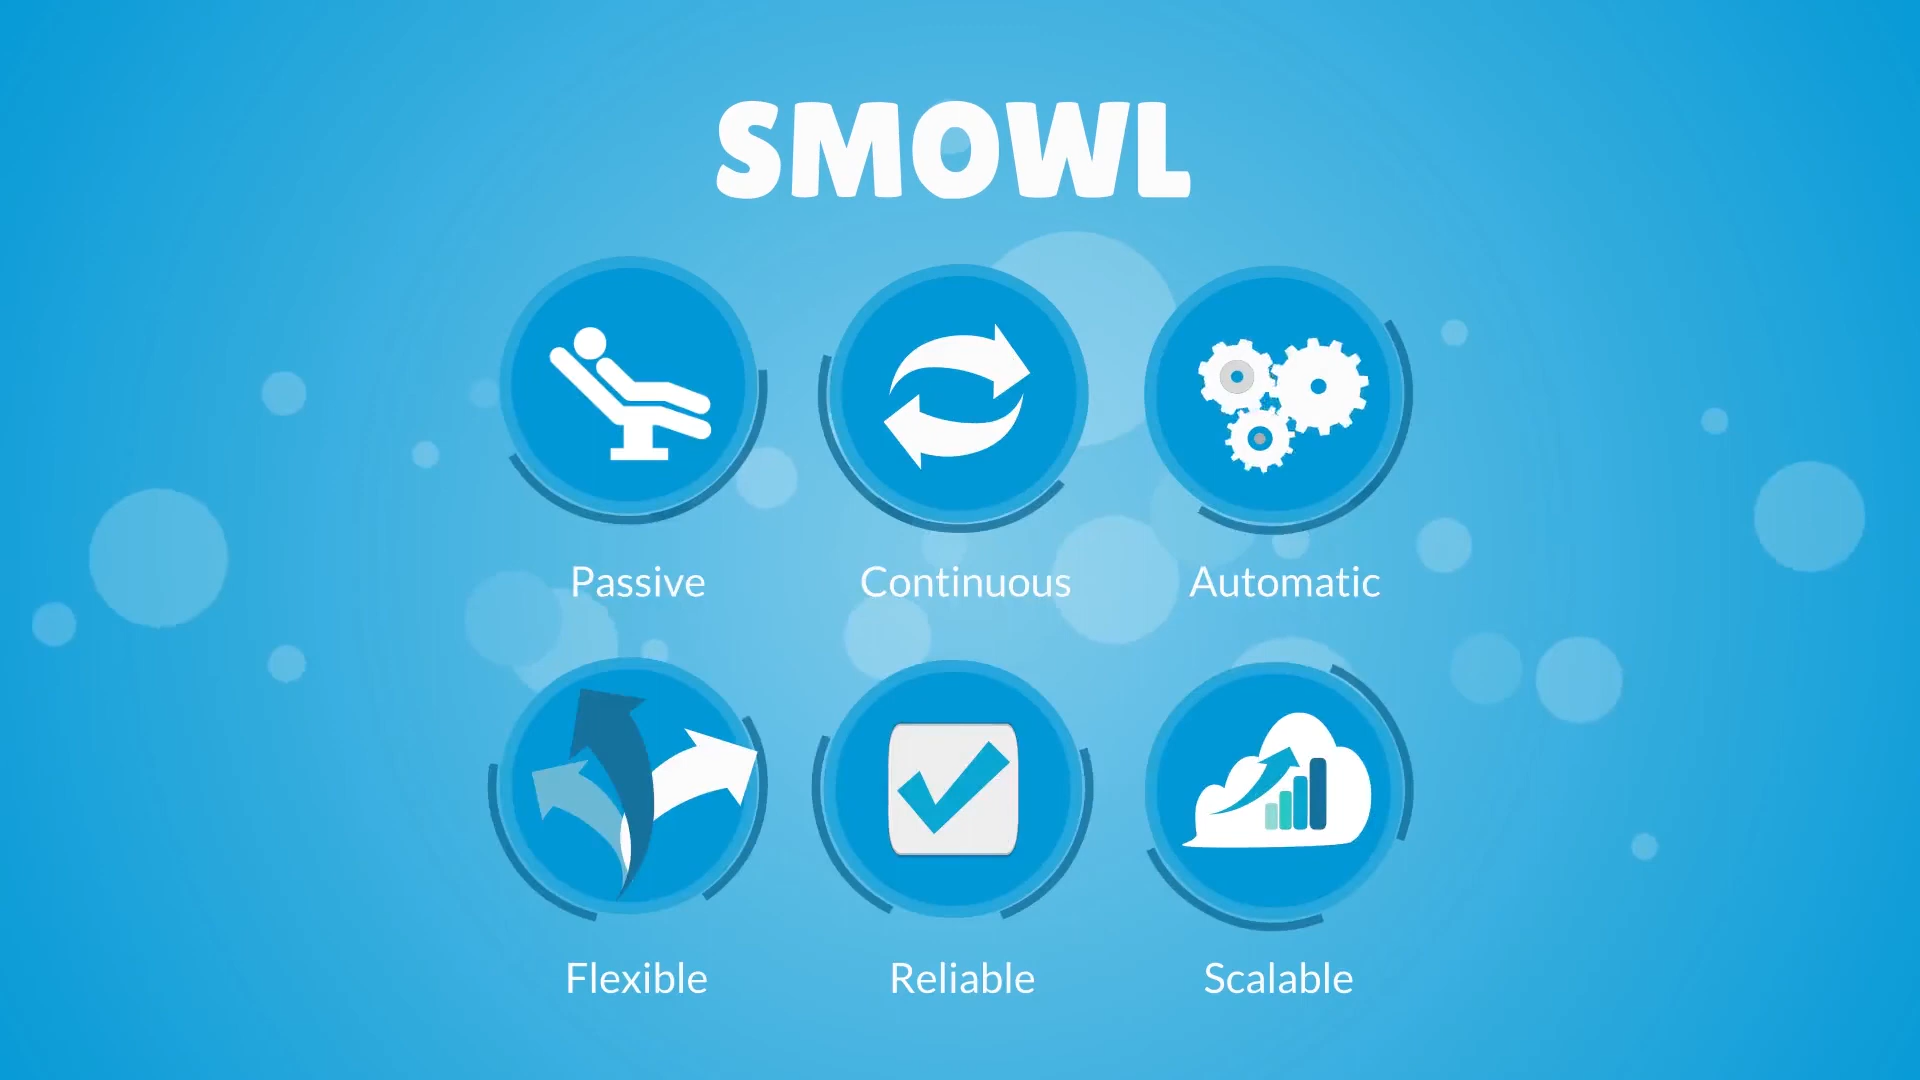 SMOWL
Passive
Continuous
Automatic
Flexible
Reliable
Scalable